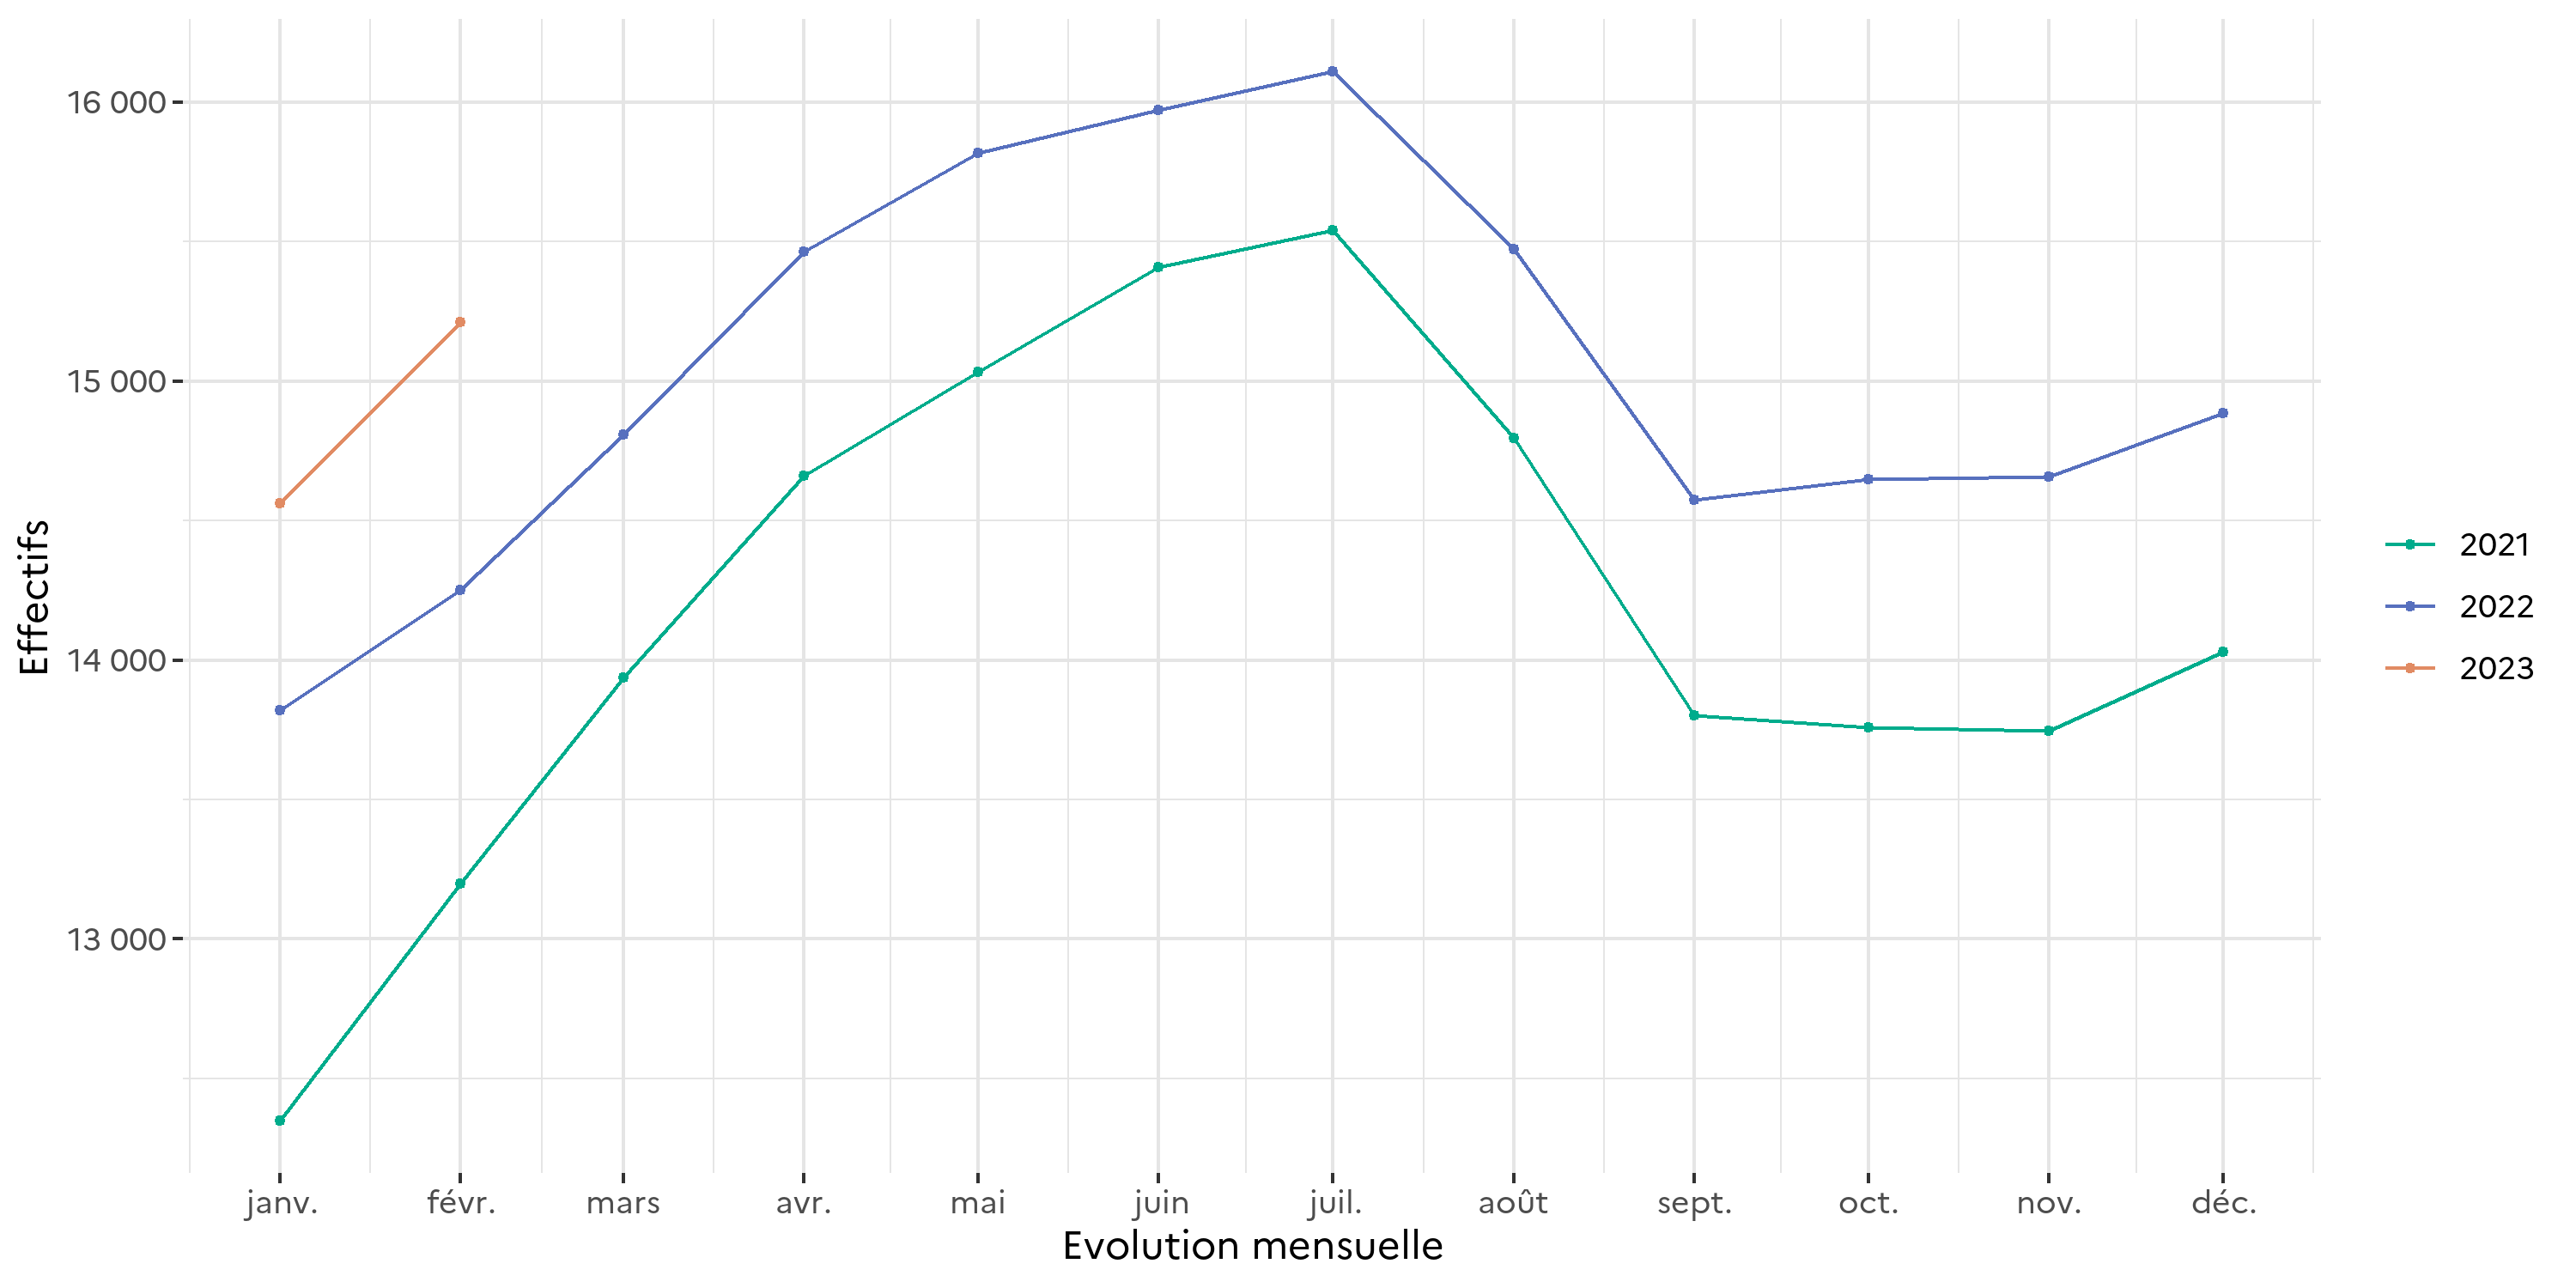 16 000
15 000
14 000
13 000
Effectifs
janv. févr. mars avr. mai juin juil. août sept. oct. nov. déc.
Evolution mensuelle
2021
2022
2023